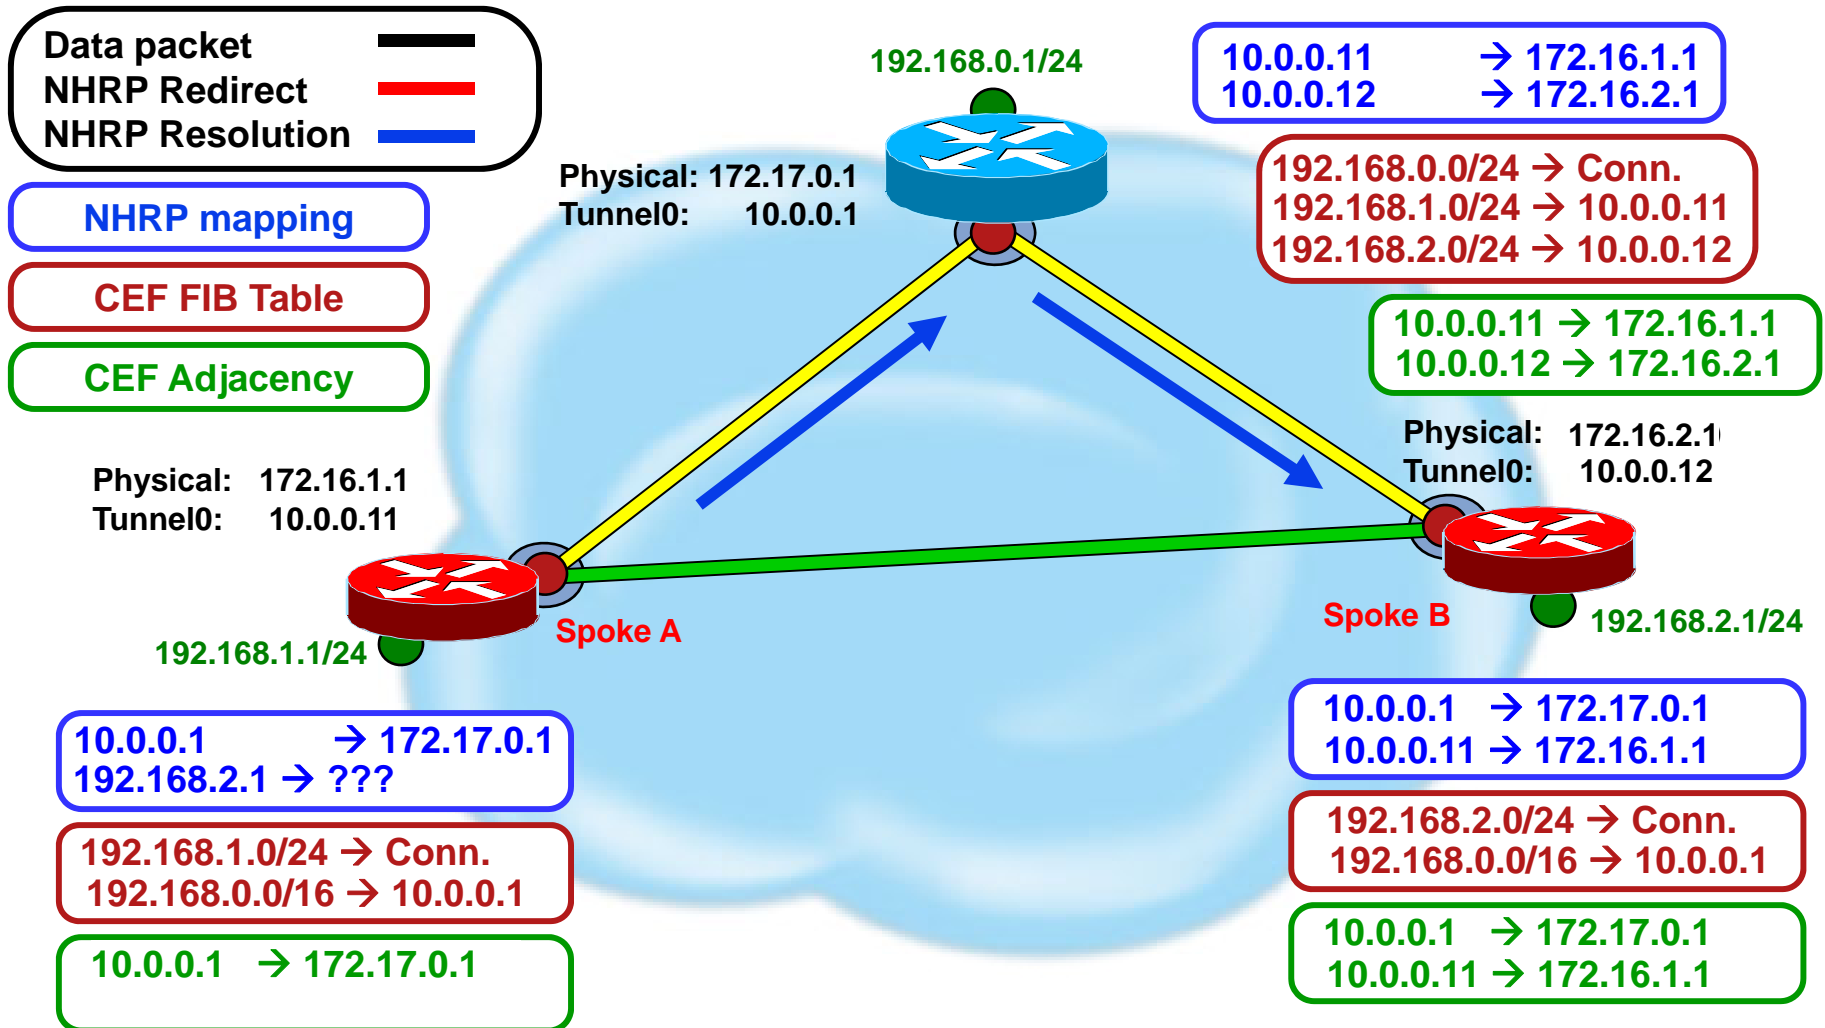 Data packet
NHRP Redirect
NHRP Resolution
NHRP mapping
CEF FIB Table
CEF Adjacency
192.168.0.1/24
Physical: 172.17.0.1
Tunnel0: 10.0.0.1
10.0.0.11 → 172.16.1.1
10.0.0.12 → 172.16.2.1
192.168.0.0/24 → Conn.
192.168.1.0/24 → 10.0.0.11
192.168.2.0/24 → 10.0.0.12
10.0.0.11 → 172.16.1.1
10.0.0.12 → 172.16.2.1
Physical: 172.16.2.1
Tunnel0: 10.0.0.12
Physical: 172.16.1.1
Tunnel0: 10.0.0.11
Spoke A
192.168.1.1/24
Spoke B
192.168.2.1/24
10.0.0.1 → 172.17.0.1
192.168.2.1 → ???
192.168.1.0/24 → Conn.
192.168.0.0/16 → 10.0.0.1
10.0.0.1 → 172.17.0.1
10.0.0.1 → 172.17.0.1
10.0.0.11 → 172.16.1.1
192.168.2.0/24 → Conn.
192.168.0.0/16 → 10.0.0.1
10.0.0.1 → 172.17.0.1
10.0.0.11 → 172.16.1.1